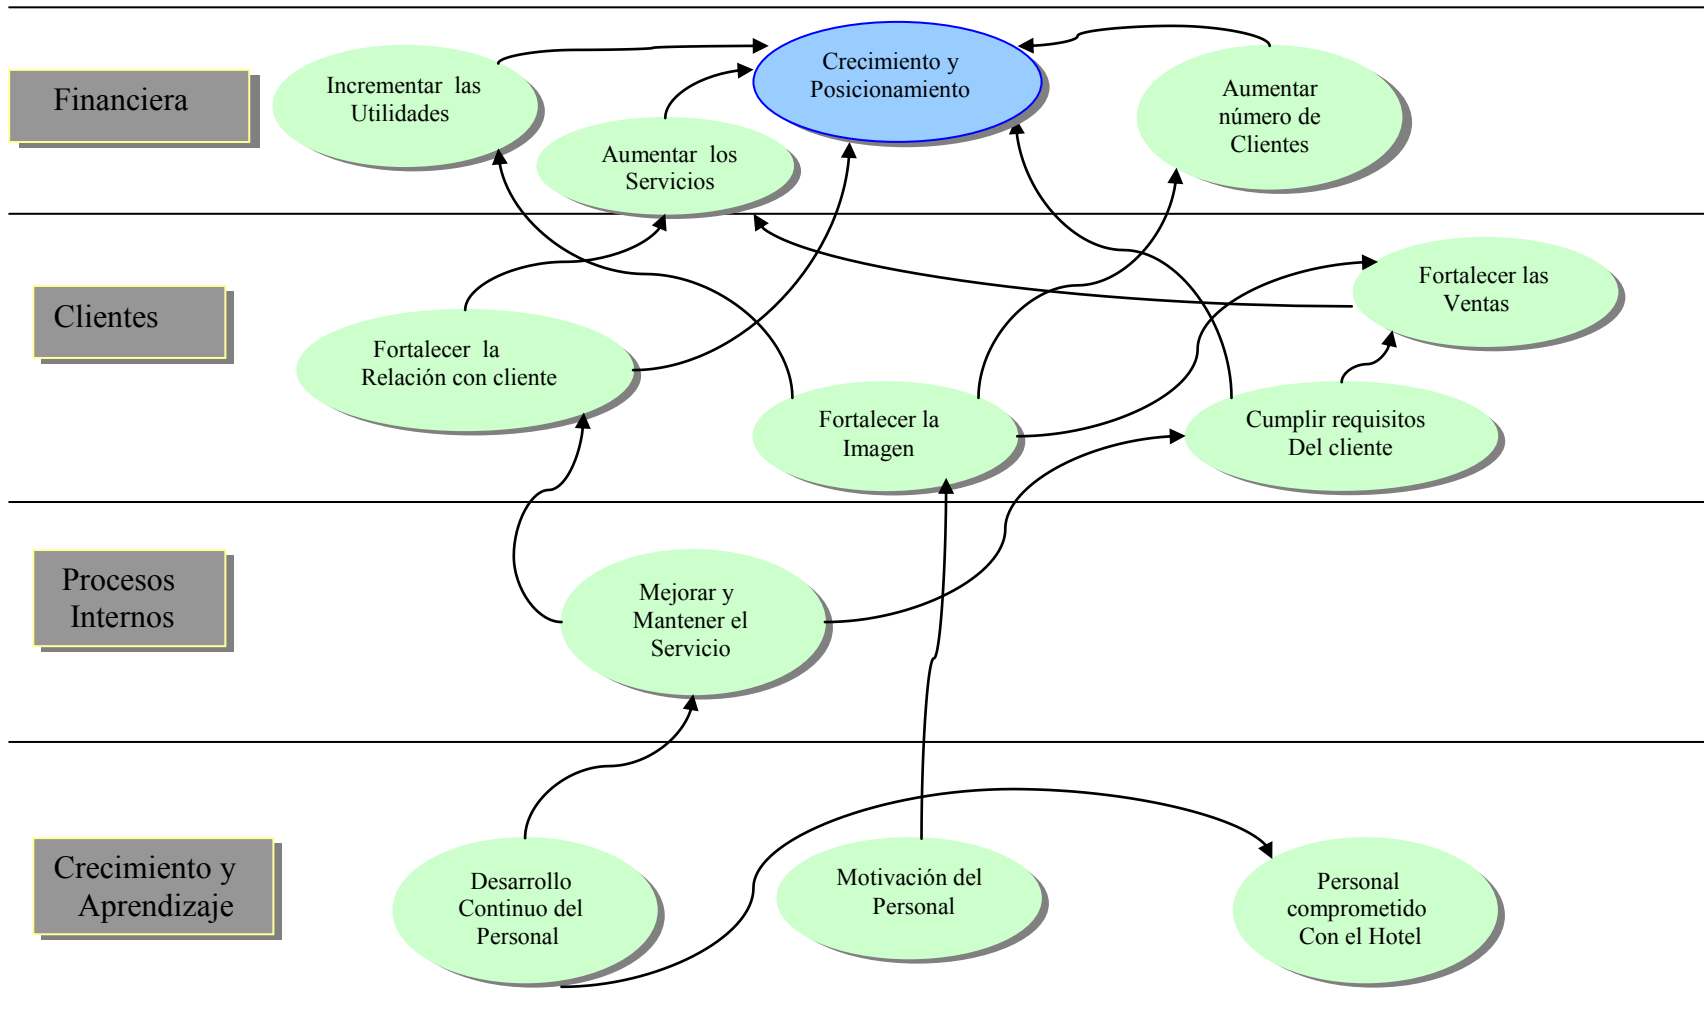 Financiera
Incrementar las
Utilidades
Aumentar los
Servicios
Crecimiento y
Posicionamiento
Aumentar
número de
Clientes
Clientes
Fortalecer la
Relación con cliente
Fortalecer la
Imagen
Cumplir requisitos
Del cliente
Fortalecer las
Ventas
Procesos
Internos
Mejorar y
Mantener el
Servicio
Crecimiento y
Aprendizaje
Desarrollo
Continuo del
Personal
Motivación del
Personal
Personal
comprometido
Con el Hotel